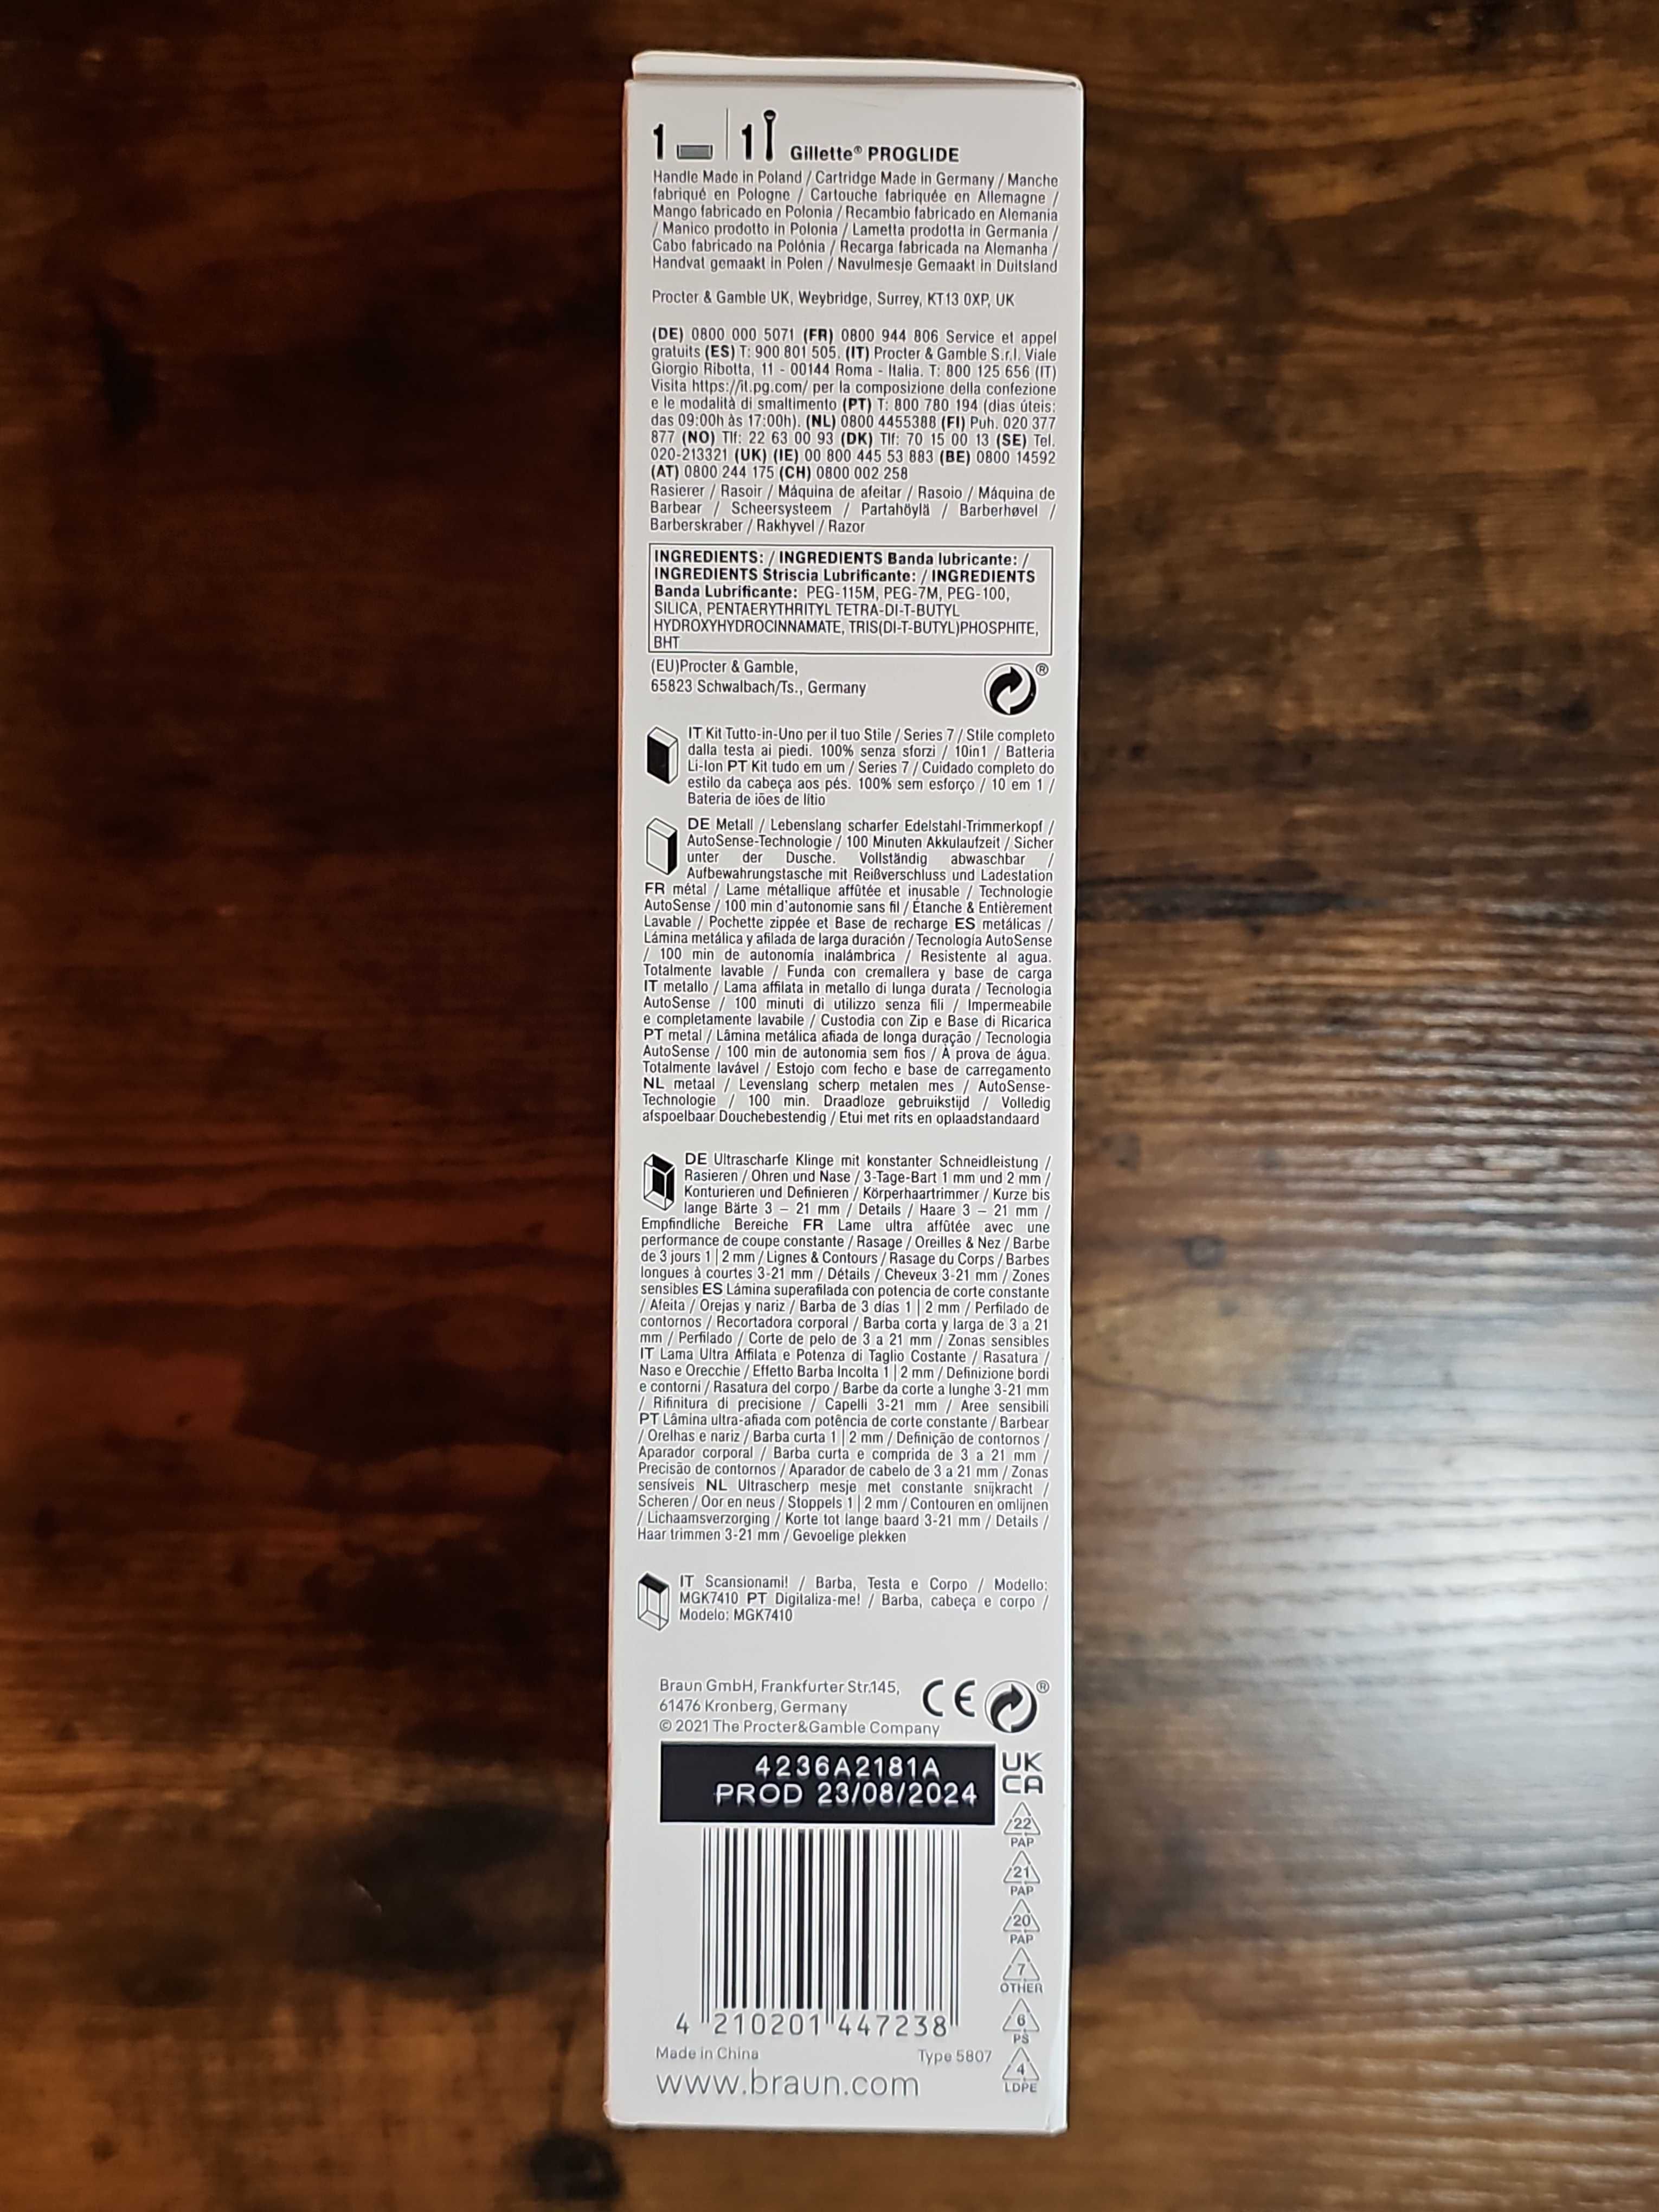 1 1 Gillette® PROGLIDE
Handle Made in Poland / Cartridge Made in Germany / Manche
fabriqué en Pologne / Cartouche fabriquée en Allemagne /
Mango fabricado en Polonia / Recambio fabricado en Alemania
/ Manico prodotto in Polonia / Lametta prodotta in Germania /
Cabo fabricado na Polónia / Recarga fabricada na Alemanha /
Handvat gemaakt in Polen / Navulmesje Gemaakt in Duitsland
Procter & Gamble UK, Weybridge, Surrey, KT13 0XP, UK
(DE) 0800 000 5071 (FR) 0800 944 806 Service et appel
gratuits (ES) T: 900 801 505. (IT) Procter & Gamble S.r.l. Viale
Giorgio Ribotta, 11 - 00144 Roma - Italia. T: 800 125 656 (IT)
Visita https://it.pg.com/ per la composizione della confezione
e le modalità di smaltimento (PT) T: 800 780 194 (dias úteis:
das 09:00h às 17:00h). (NL) 0800 4455388 (FI) Puh. 020 377
877 (NO) Tlf: 22 63 00 93 (DK) Tlf: 70 15 00 13 (SE) Tel.
020-213321 (UK) (IE) 00 800 445 53 883 (BE) 0800 14592
(AT) 0800 244 175 (CH) 0800 002 258
Rasierer / Rasoir / Máquina de afeitar / Rasoio / Máquina de
Barbear / Scheersysteem / Partahöylä / Barberhøvel /
Barberskraber / Rakhyvel / Razor
INGREDIENTS: / INGREDIENTS Banda lubricante: /
INGREDIENTS Striscia Lubrificante: / INGREDIENTS
Banda Lubrificante: PEG-115M, PEG-7M, PEG-100,
SILICA, PENTAERYTHRITYL TETRA-DI-T-BUTYL
HYDROXYHYDROCINNAMATE, TRIS(DI-T-BUTYL)PHOSPHITE,
BHT
(EU)Procter & Gamble,
65823 Schwalbach/Ts., Germany
®
IT Kit Tutto-in-Uno per il tuo Stile / Series 7 / Stile completo
dalla testa ai piedi. 100% senza sforzi / 10in1 / Batteria
Li-Ion PT Kit tudo em um / Series 7 / Cuidado completo do
estilo da cabeça aos pés. 100% sem esforço / 10 em 1 /
Bateria de iões de lítio
DE Metall / Lebenslang scharfer Edelstahl-Trimmerkopf /
AutoSense-Technologie / 100 Minuten Akkulaufzeit / Sicher
unter der Dusche. Vollständig abwaschbar /
Aufbewahrungstasche mit Reißverschluss und Ladestation
FR métal / Lame métallique affûtée et inusable / Technologie
AutoSense / 100 min d'autonomie sans fil / Étanche & Entièrement
Lavable / Pochette zippée et Base de recharge ES metálicas /
Lámina metálica y afilada de larga duración / Tecnología AutoSense
/ 100 min de autonomía inalámbrica / Resistente al agua.
Totalmente lavable / Funda con cremallera y base de carga
IT metallo / Lama affilata in metallo di lunga durata / Tecnologia
AutoSense / 100 minuti di utilizzo senza fili / Impermeabile
e completamente lavabile / Custodia con Zip e Base di Ricarica
PT metal / Lâmina metálica afiada de longa duração / Tecnologia
AutoSense / 100 min de autonomia sem fios / À prova de água.
Totalmente lavável / Estojo com fecho e base de carregamento
NL metaal / Levenslang scherp metalen mes / AutoSense-
Technologie / 100 min. Draadloze gebruikstijd / Volledig
afspoelbaar Douchebestendig / Etui met rits en oplaadstandaard
DE Ultrascharfe Klinge mit konstanter Schneidleistung /
Rasieren / Ohren und Nase / 3-Tage-Bart 1 mm und 2 mm /
Konturieren und Definieren / Körperhaartrimmer / Kurze bis
lange Bärte 3 – 21 mm / Details / Haare 3 – 21 mm /
Empfindliche Bereiche FR Lame ultra affûtée avec une
performance de coupe constante / Rasage / Oreilles & Nez / Barbe
de 3 jours 1 | 2 mm / Lignes & Contours / Rasage du Corps / Barbes
longues à courtes 3-21 mm / Détails / Cheveux 3-21 mm / Zones
sensibles ES Lámina superafilada con potencia de corte constante
/ Afeita / Orejas y nariz / Barba de 3 días 1 | 2 mm / Perfilado de
contornos / Recortadora corporal / Barba corta y larga de 3 a 21
mm / Perfilado / Corte de pelo de 3 a 21 mm / Zonas sensibles
IT Lama Ultra Affilata e Potenza di Taglio Costante / Rasatura /
Naso e Orecchie / Effetto Barba Incolta 1 | 2 mm / Definizione bordi
e contorni / Rasatura del corpo / Barbe da corte a lunghe 3-21 mm
/ Rifinitura di precisione / Capelli 3-21 mm / Aree sensibili
PT Lâmina ultra-afiada com potência de corte constante / Barbear
/ Orelhas e nariz / Barba curta 1 | 2 mm / Definição de contornos /
Aparador corporal / Barba curta e comprida de 3 a 21 mm /
Precisão de contornos / Aparador de cabelo de 3 a 21 mm / Zonas
sensíveis NL Ultrascherp mesje met constante snijkracht /
Scheren / Oor en neus / Stoppels 1 | 2 mm / Contouren en omlijnen
/ Lichaamsverzorging / Korte tot lange baard 3-21 mm / Details /
Haar trimmen 3-21 mm / Gevoelige plekken
IT Scansionami! / Barba, Testa e Corpo / Modello:
MGK7410 PT Digitaliza-me! / Barba, cabeça e corpo /
Modelo: MGK7410
Braun GmbH, Frankfurter Str.145,
61476 Kronberg, Germany
© 2021 The Procter&Gamble Company
CE ®
4236A2181A
PROD 23/08/2024
UK
CA
22
PAP
21
PAP
20
PAP
7
OTHER
6
PS
4
LDPE
4 210201 447238
Made in China Type 5807
www.braun.com